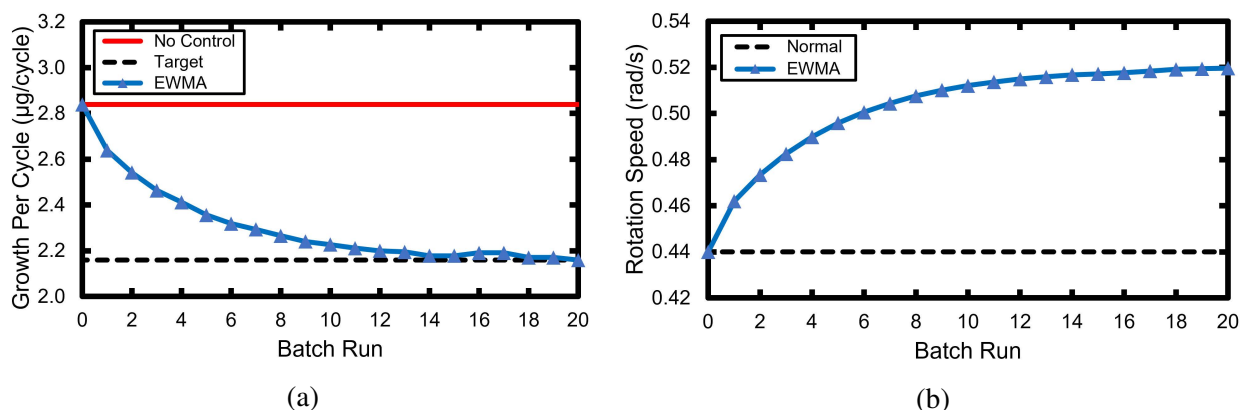 Growth Per Cycle (μg/cycle)
3.2
3.0
2.8
2.6
2.4
2.2
2.0
No Control
Target
EWMA
0 2 4 6 8 10 12 14 16 18 20
Batch Run
(a)
Rotation Speed (rad/s)
0.54
0.52
0.50
0.48
0.46
0.44
0.42
Normal
EWMA
0 2 4 6 8 10 12 14 16 18 20
Batch Run
(b)